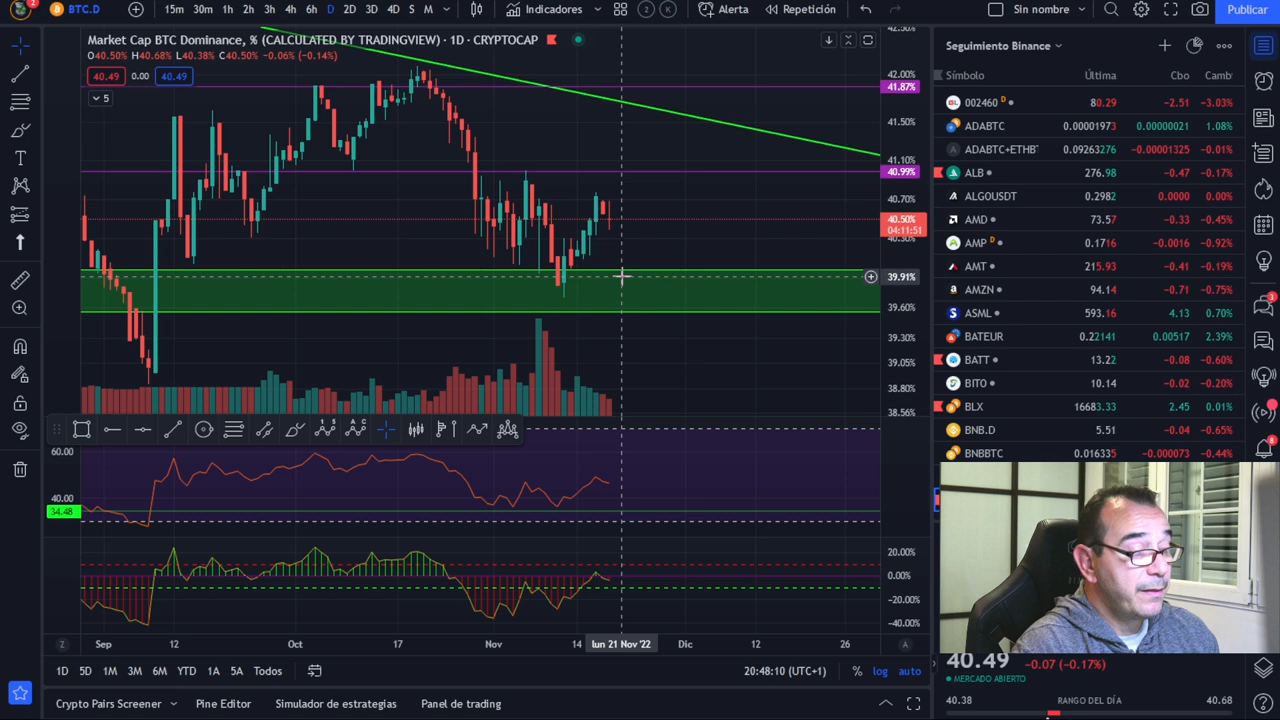 2
BTC.D
15m 30m 1h 2h 3h 4h 6h D 2D 3D 4D S M
Indicadores
2
Alerta
Repetición
Sin nombre
Publicar
Market Cap BTC Dominance, % (CALCULATED BY TRADINGVIEW) · 1D · CRYPTOCAP
O40.50% H40.68% L40.38% C40.50% -0.06% (-0.14%)
40.49 0.00 40.49
5
42.50%
42.00%
41.87%
41.50%
41.10%
40.99%
40.70%
40.50%
04:11:51
40.30%
39.91%
39.60%
39.30%
39.05%
38.80%
38.56%
60.00
40.00
34.48
20.00%
0.00%
-20.00%
-40.00%
Z Sep 12 Oct 17 Nov 14 lun 21 Nov '22 Dic 12 26 A
1D 5D 1M 3M 6M YTD 1A 5A Todos
20:48:10 (UTC+1) % log auto
Crypto Pairs Screener Pine Editor Simulador de estrategias Panel de trading
Seguimiento Binance
Símbolo Última Cbo Camb
002460 D 80.29 -2.51 -3.03%
ADABTC 0.00001973 0.00000021 1.08%
ADABTC+ETHBT 0.09263276 -0.00001325 -0.01%
ALB 276.98 -0.47 -0.17%
ALGOUSDT 0.2982 0.0000 0.00%
AMD 73.57 -0.33 -0.45%
AMP D 0.1716 -0.0016 -0.92%
AMT 215.93 -0.41 -0.19%
AMZN 94.14 -0.71 -0.75%
ASML 593.16 4.13 0.70%
BATEUR 0.22141 0.00517 2.39%
BATT 13.22 -0.08 -0.60%
BITO 10.14 -0.02 -0.20%
BLX 16683.33 2.45 0.01%
BNB.D 5.51 -0.04 -0.65%
BNBBTC 0.016335 -0.000073 -0.44%
40.49 -0.07 (-0.17%)
MERCADO ABIERTO
40.38 RANGO DEL DÍA 40.68
3
8